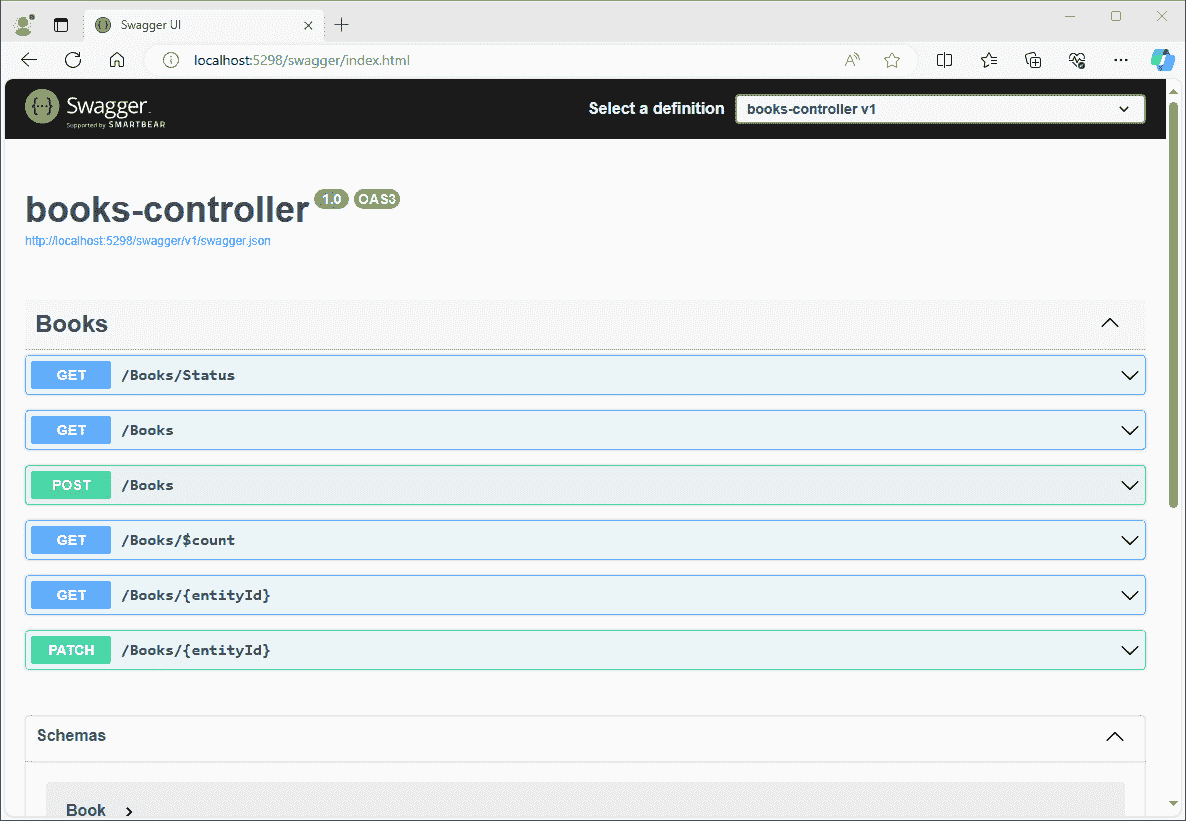 Swagger UI
localhost:5298/swagger/index.html
{···} Swagger
Supported by SMARTBEAR
Select a definition
books-controller v1
books-controller 1.0 OAS3
http://localhost:5298/swagger/v1/swagger.json
Books
GET /Books/Status
GET /Books
POST /Books
GET /Books/$count
GET /Books/{entityId}
PATCH /Books/{entityId}
Schemas
Book